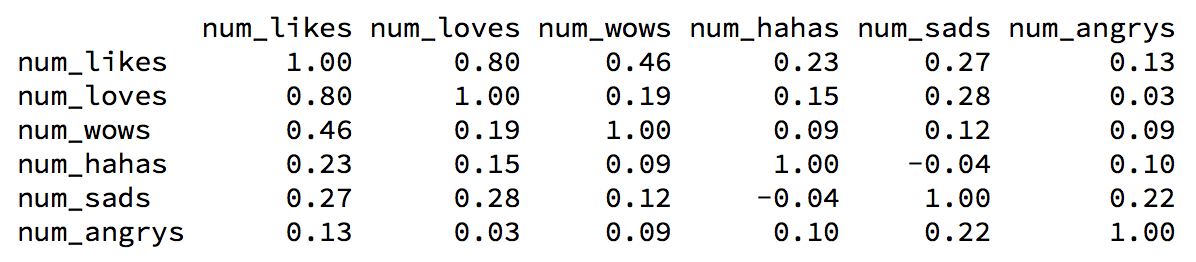 num_likes num_loves num_wows num_hahas num_sads num_angrys
num_likes 1.00 0.80 0.46 0.23 0.27 0.13
num_loves 0.80 1.00 0.19 0.15 0.28 0.03
num_wows 0.46 0.19 1.00 0.09 0.12 0.09
num_hahas 0.23 0.15 0.09 1.00 -0.04 0.10
num_sads 0.27 0.28 0.12 -0.04 1.00 0.22
num_angrys 0.13 0.03 0.09 0.10 0.22 1.00